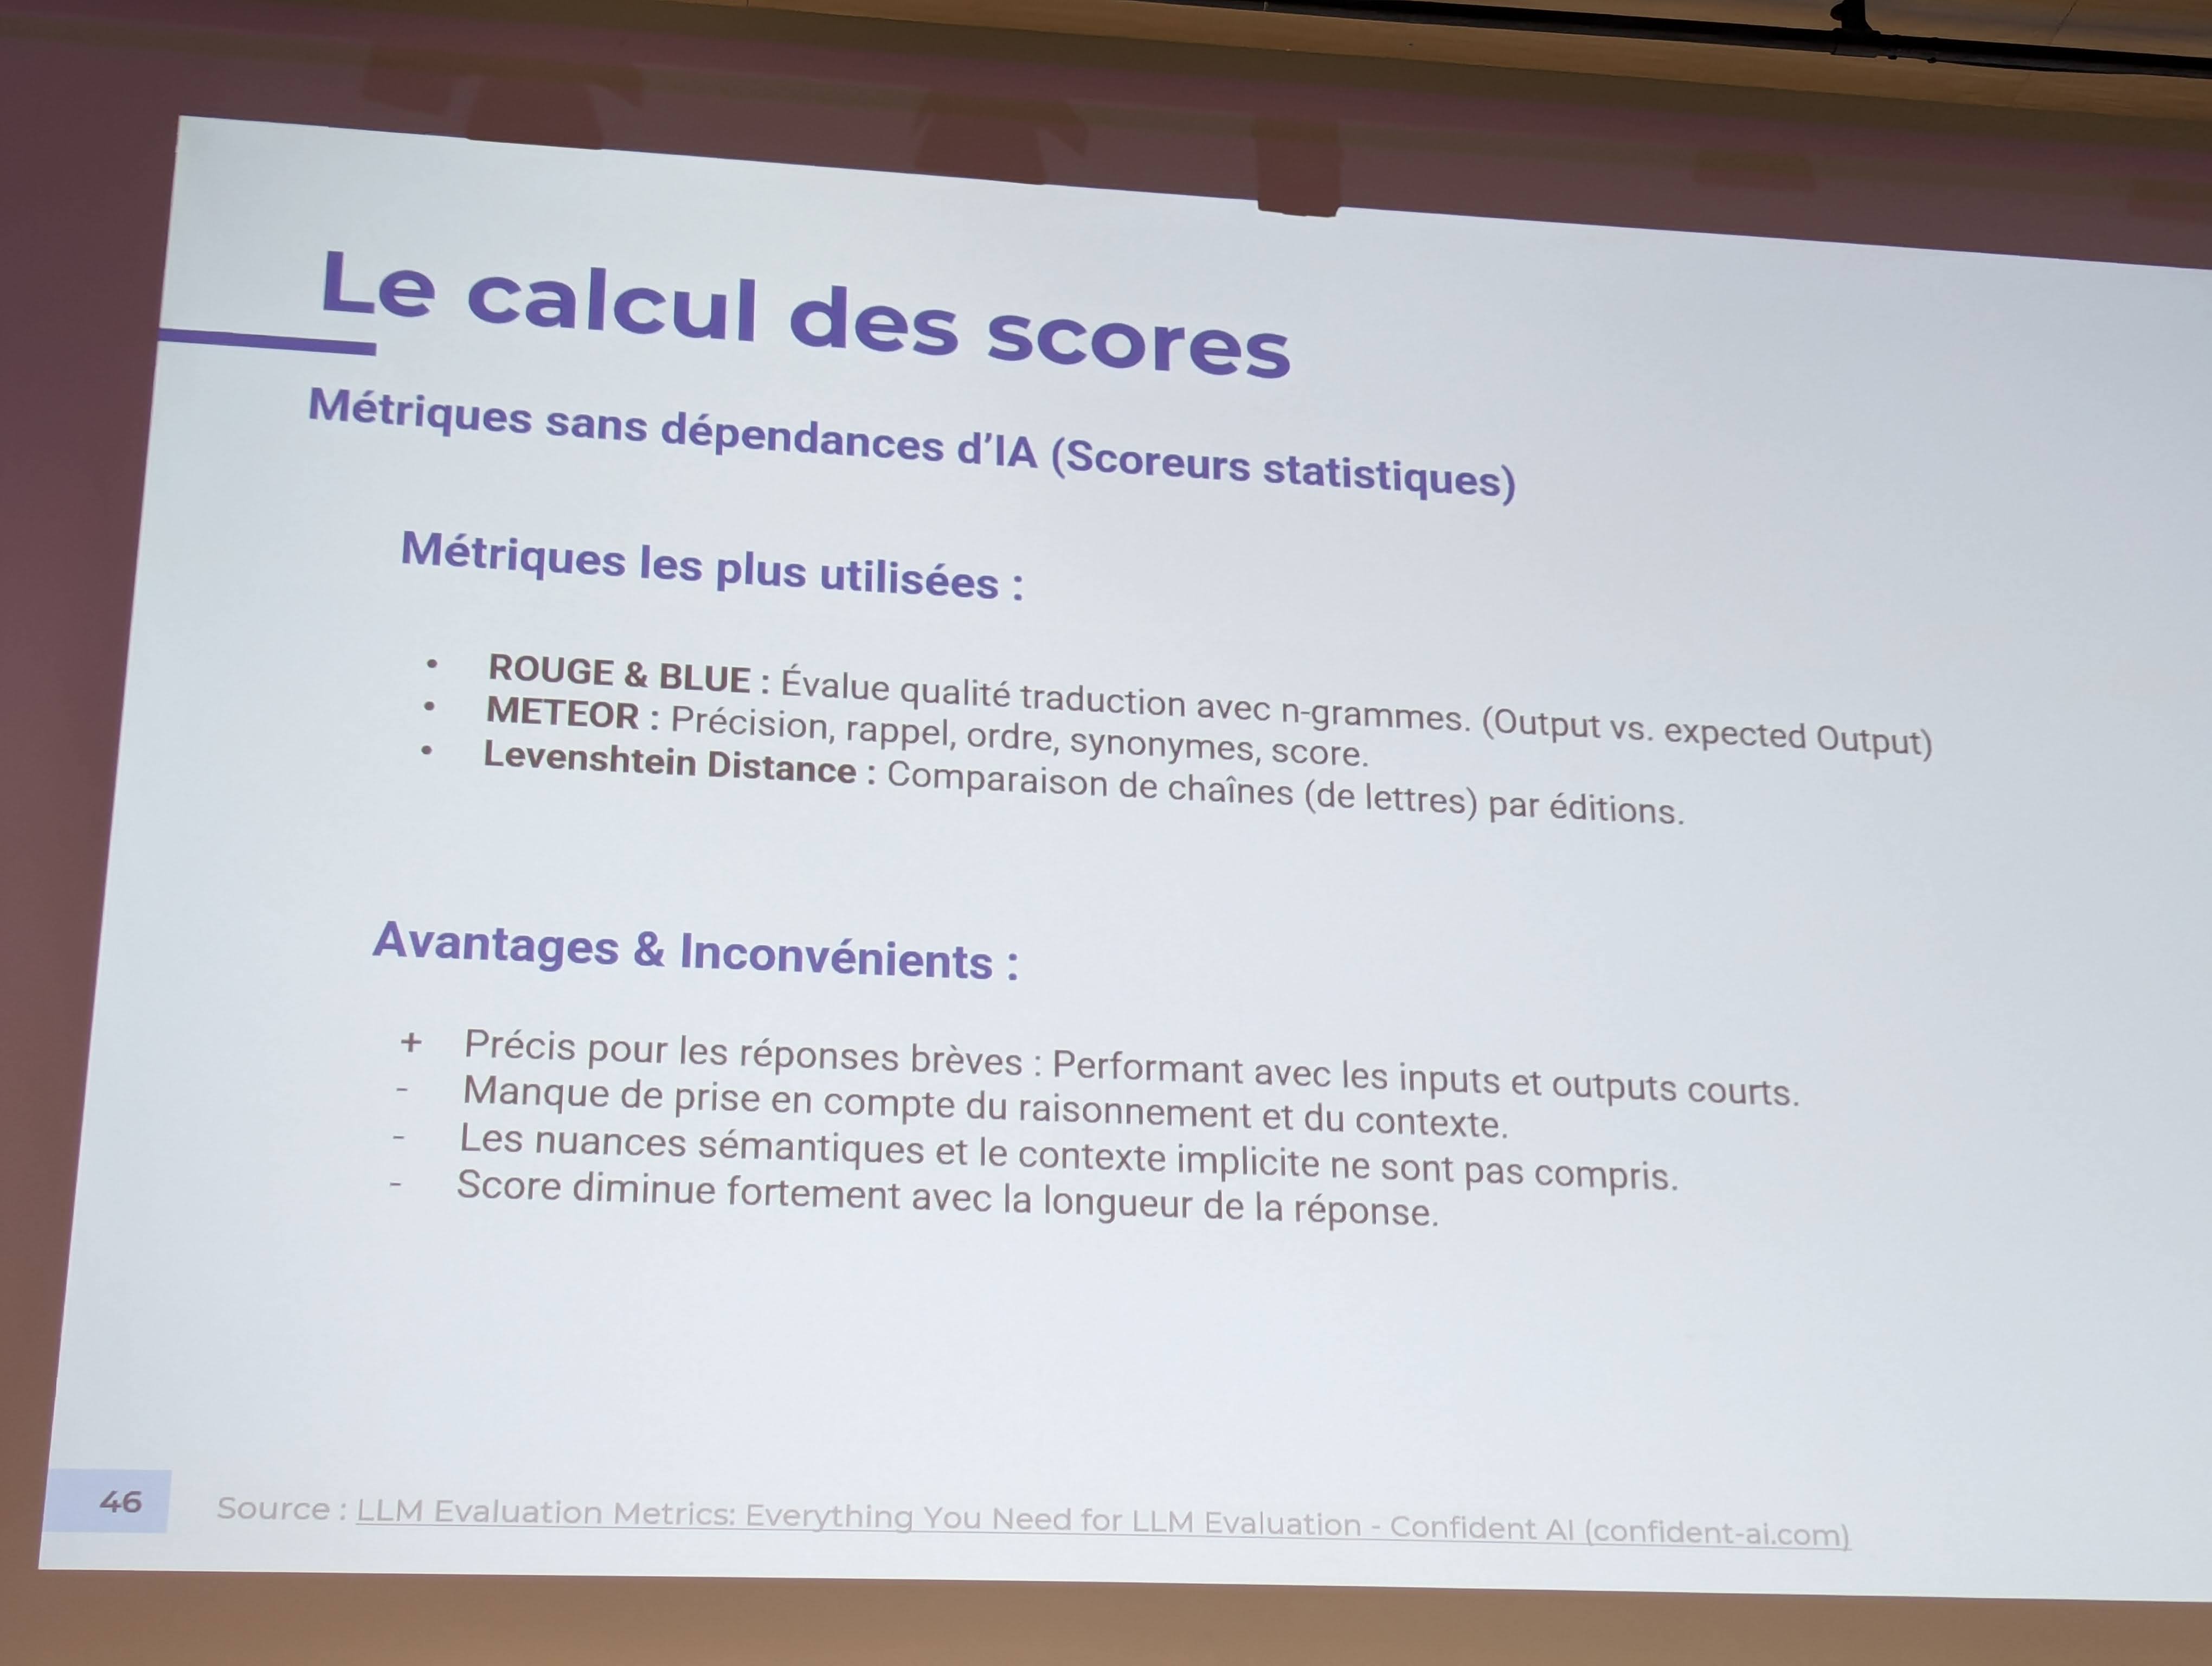 Le calcul des scores
Métriques sans dépendances d’IA (Scoreurs statistiques)
Métriques les plus utilisées :
• ROUGE & BLUE : Évalue qualité traduction avec n-grammes. (Output vs. expected Output)
• METEOR : Précision, rappel, ordre, synonymes, score.
• Levenshtein Distance : Comparaison de chaînes (de lettres) par éditions.
Avantages & Inconvénients :
+ Précis pour les réponses brèves : Performant avec les inputs et outputs courts.
- Manque de prise en compte du raisonnement et du contexte.
- Les nuances sémantiques et le contexte implicite ne sont pas compris.
- Score diminue fortement avec la longueur de la réponse.
46 Source : LLM Evaluation Metrics: Everything You Need for LLM Evaluation - Confident AI (confident-ai.com)